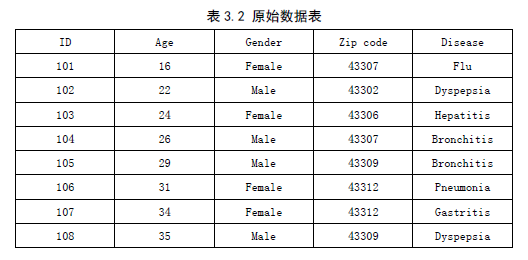 表 3.2 原始数据表
ID Age Gender Zip code Disease
101 16 Female 43307 Flu
102 22 Male 43302 Dyspepsia
103 24 Female 43306 Hepatitis
104 26 Male 43307 Bronchitis
105 29 Male 43309 Bronchitis
106 31 Female 43312 Pneumonia
107 34 Female 43312 Gastritis
108 35 Male 43309 Dyspepsia